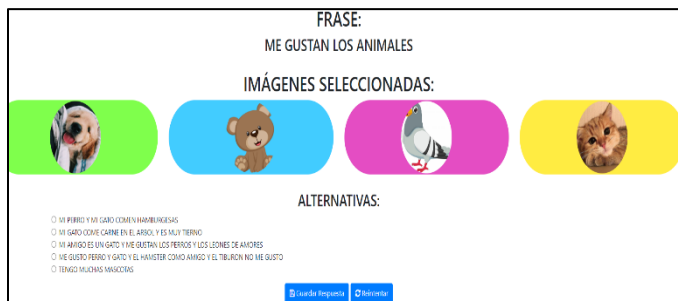 FRASE:
ME GUSTAN LOS ANIMALES
IMÁGENES SELECCIONADAS:
ALTERNATIVAS:
MI PERRO Y MI GATO COMEN HAMBURGESAS
MI GATO COME CARNE EN EL ARBOL Y ES MUY TIERNO
MI AMIGO ES UN GATO Y ME GUSTAN LOS PERROS Y LOS LEONES DE AMORES
ME GUSTO PERRO Y GATO Y EL HAMSTER COMO AMIGO Y EL TIBURON NO ME GUSTO
TENGO MUCHAS MASCOTAS
Guardar Respuesta Reintentar